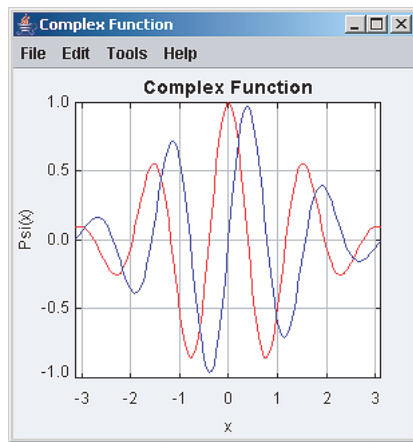 Complex Function
File Edit Tools Help
Complex Function
1.0
0.5
0.0
-0.5
-1.0
Psi(x)
-3 -2 -1 0 1 2 3
x